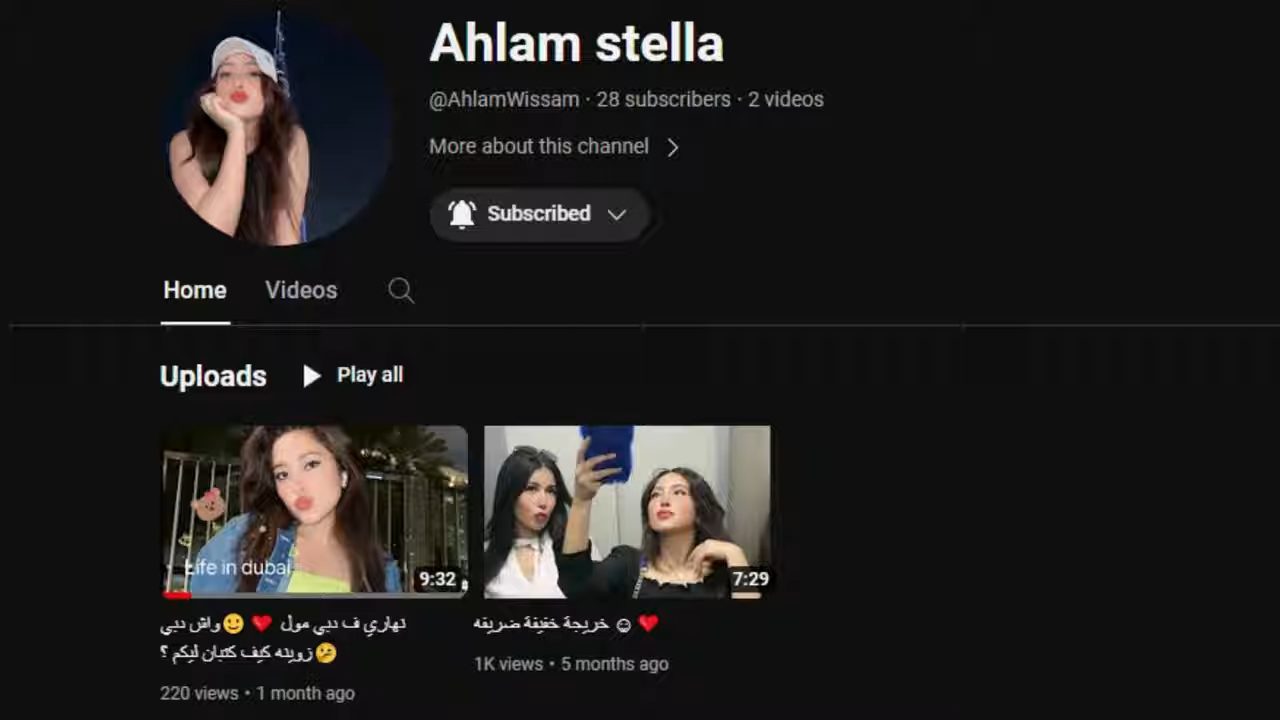 Ahlam stella
@AhlamWissam · 28 subscribers · 2 videos
More about this channel
Subscribed
Home
Videos
Uploads
Play all
Life in dubai
9:32
7:29
نهاري ف دبي مول ❤️ 🙂واش دبي
زوينه كيف كتبان ليكم ؟🤔
220 views • 1 month ago
خريجة خفيفة ضريفه ☺ ❤️
1K views • 5 months ago